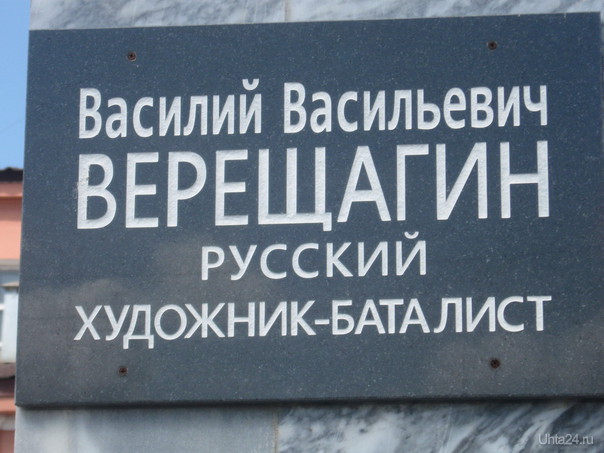 Василий Васильевич
ВЕРЕЩАГИН
РУССКИЙ
ХУДОЖНИК-БАТАЛИСТ
Uhta24.ru